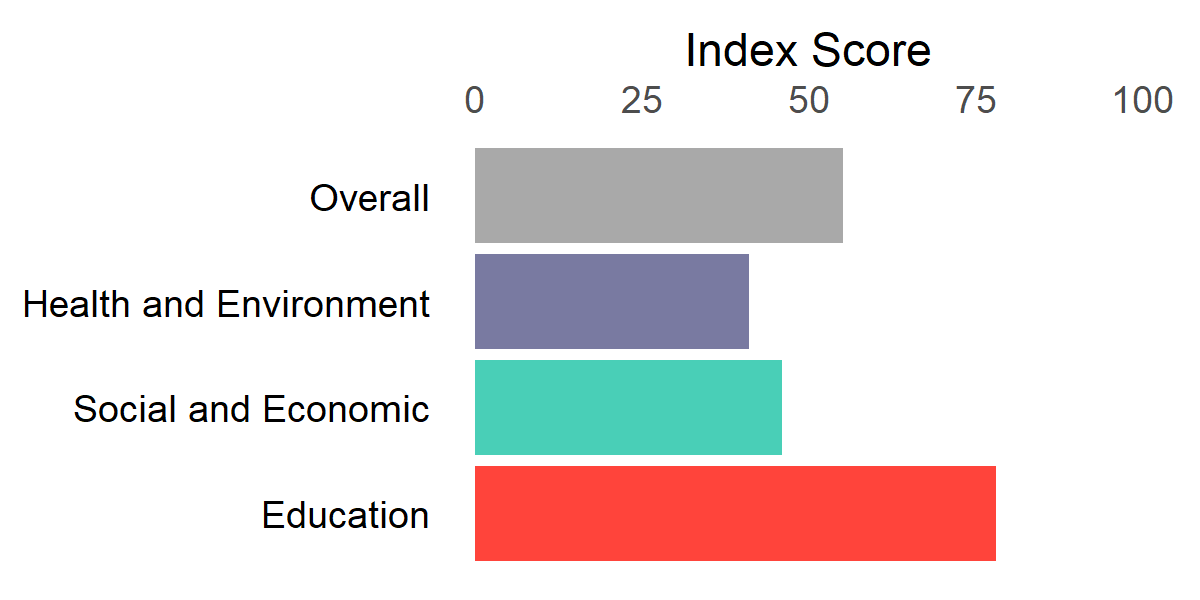 Index Score
0 25 50 75 100
Overall
Health and Environment
Social and Economic
Education